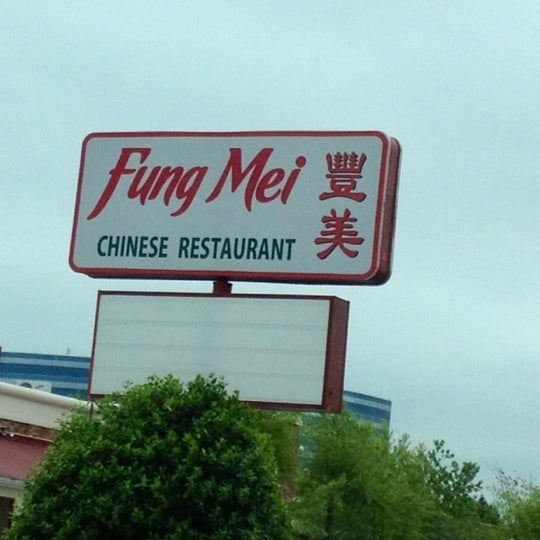 Fung Mei
豐美
CHINESE RESTAURANT